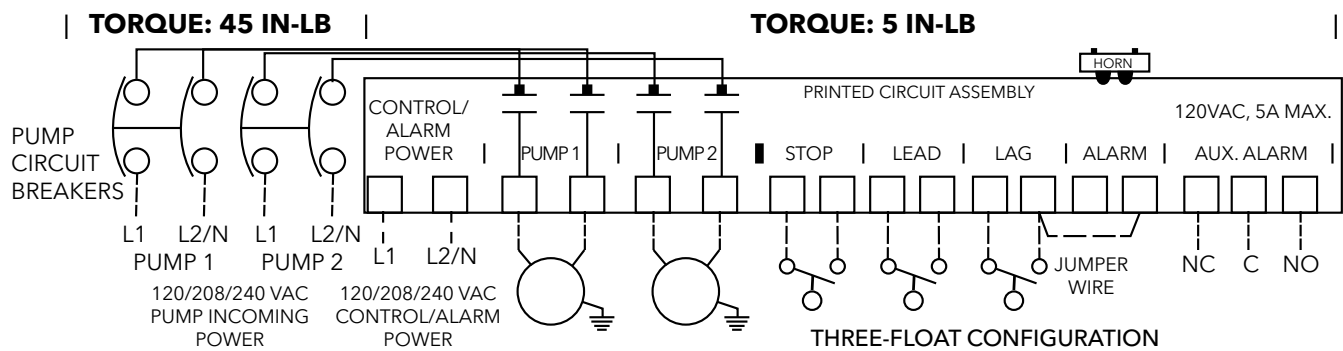 TORQUE: 45 IN-LB
TORQUE: 5 IN-LB
HORN
PRINTED CIRCUIT ASSEMBLY
120VAC, 5A MAX.
PUMP
CIRCUIT
BREAKERS
CONTROL/
ALARM
POWER
PUMP 1
PUMP 2
STOP
LEAD
LAG
ALARM
AUX. ALARM
L1
L2/N
L1
L2/N
PUMP 1
PUMP 2
L1
L2/N
120/208/240 VAC
PUMP INCOMING
POWER
120/208/240 VAC
CONTROL/ALARM
POWER
JUMPER
WIRE
NC
C
NO
THREE-FLOAT CONFIGURATION